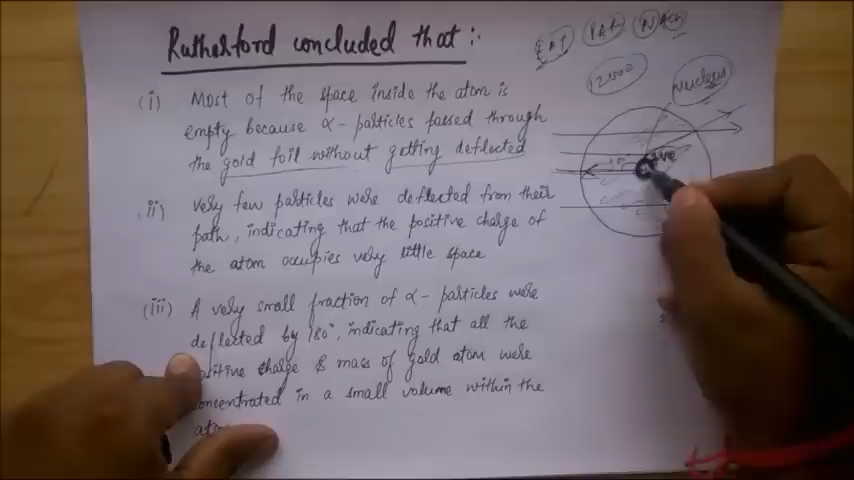 Rutherford concluded that :-
(i) Most of the space inside the atom is
empty because α- particles passed through
the gold foil without getting deflected
(ii) Very few particles were deflected from their
path, indicating that the positive charge of
the atom occupies very little space
(iii) A very small fraction of α- particles were
deflected by 180°, indicating that all the
positive charge & mass of gold atom were
concentrated in a small volume within the
12000
nucleus
+ve